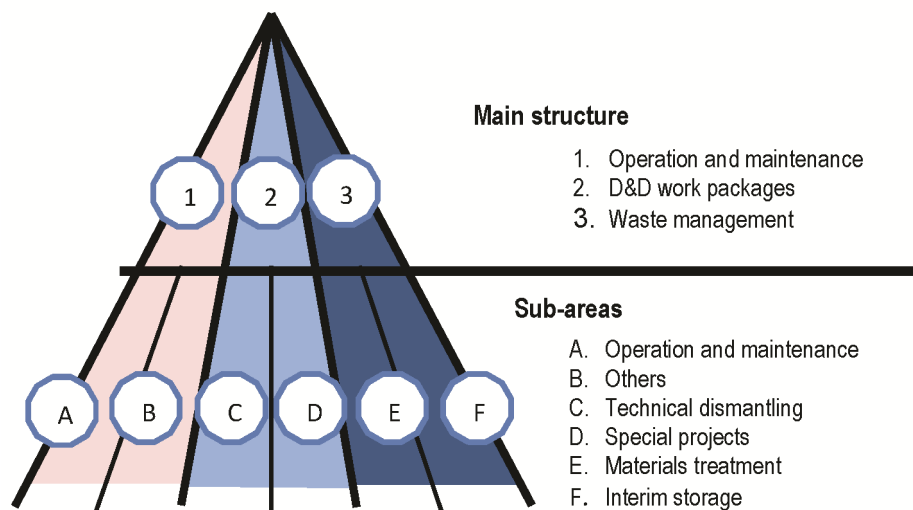 Main structure
1. Operation and maintenance
2. D&D work packages
3. Waste management
1 2 3
Sub-areas
A. Operation and maintenance
B. Others
C. Technical dismantling
D. Special projects
E. Materials treatment
F. Interim storage
A B C D E F